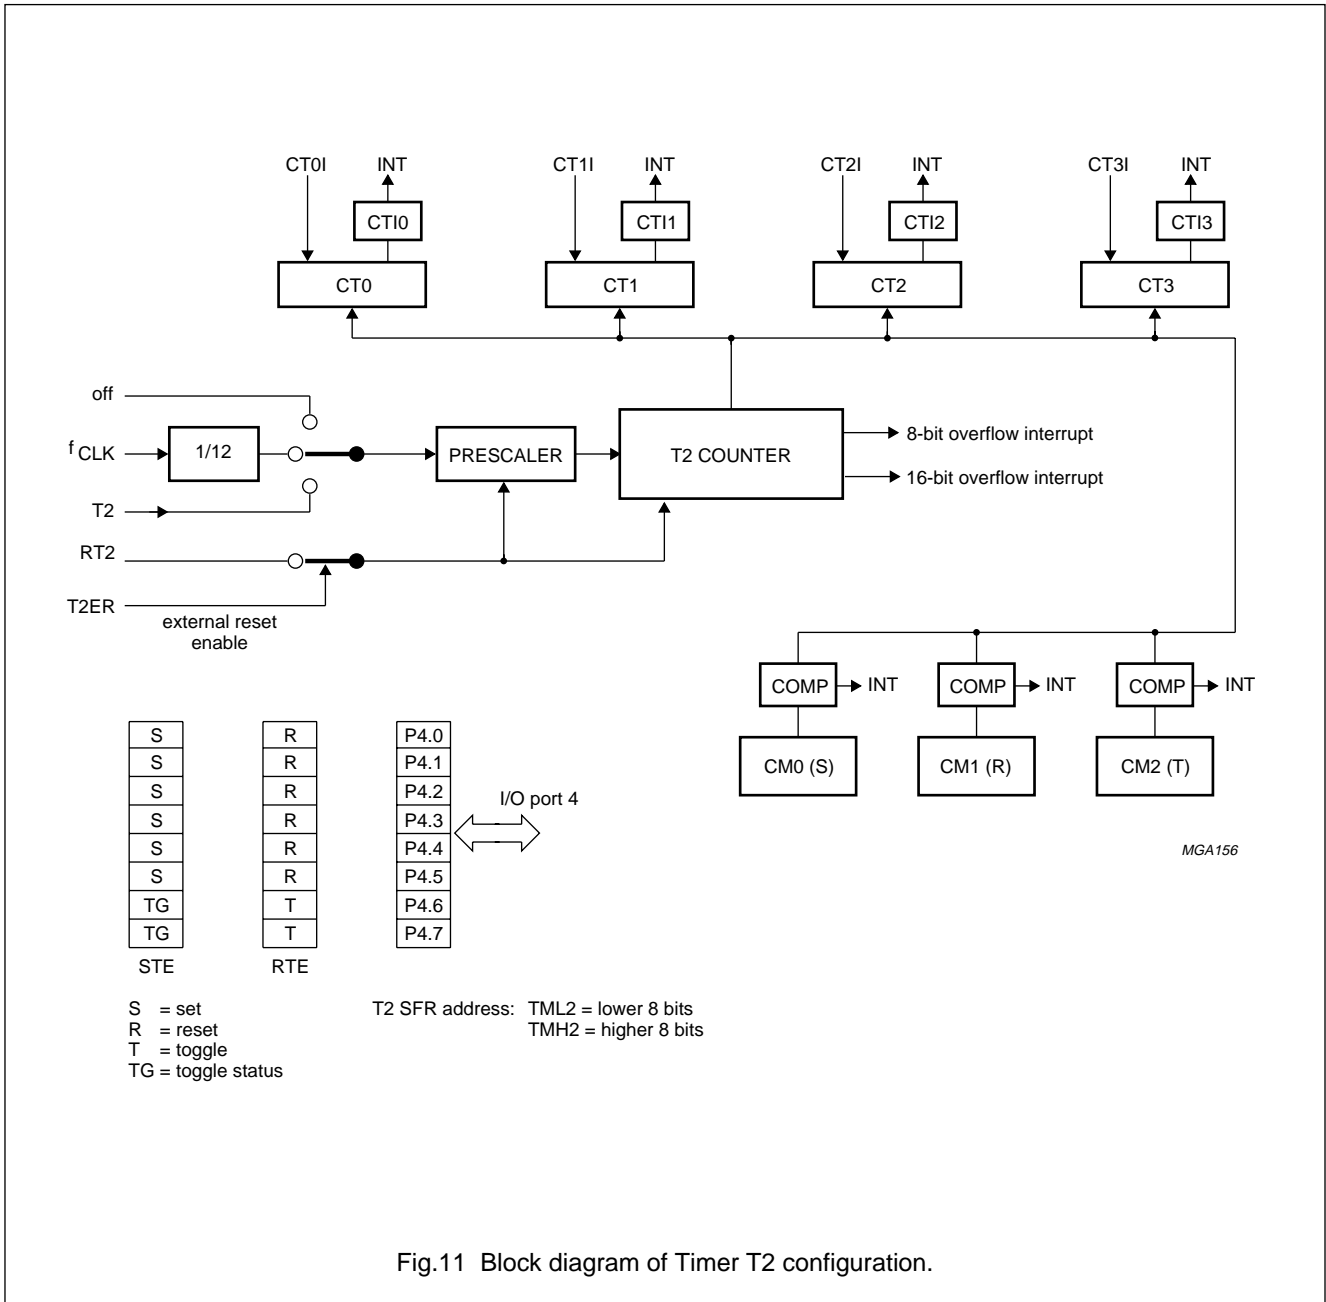 CT0I INT CT1I INT CT2I INT CT3I INT
CTI0 CTI1 CTI2 CTI3
CT0 CT1 CT2 CT3
off
f CLK 1/12 PRESCALER T2 COUNTER 8-bit overflow interrupt
16-bit overflow interrupt
T2
RT2
T2ER
external reset
enable
COMP INT COMP INT COMP INT
CM0 (S) CM1 (R) CM2 (T)
S R P4.0
S R P4.1
S R P4.2
I/O port 4
S R P4.3
S R P4.4
MGA156
S R P4.5
TG T P4.6
TG T P4.7
STE RTE
S = set
R = reset
T = toggle
TG = toggle status
T2 SFR address: TML2 = lower 8 bits
TMH2 = higher 8 bits
Fig.11 Block diagram of Timer T2 configuration.